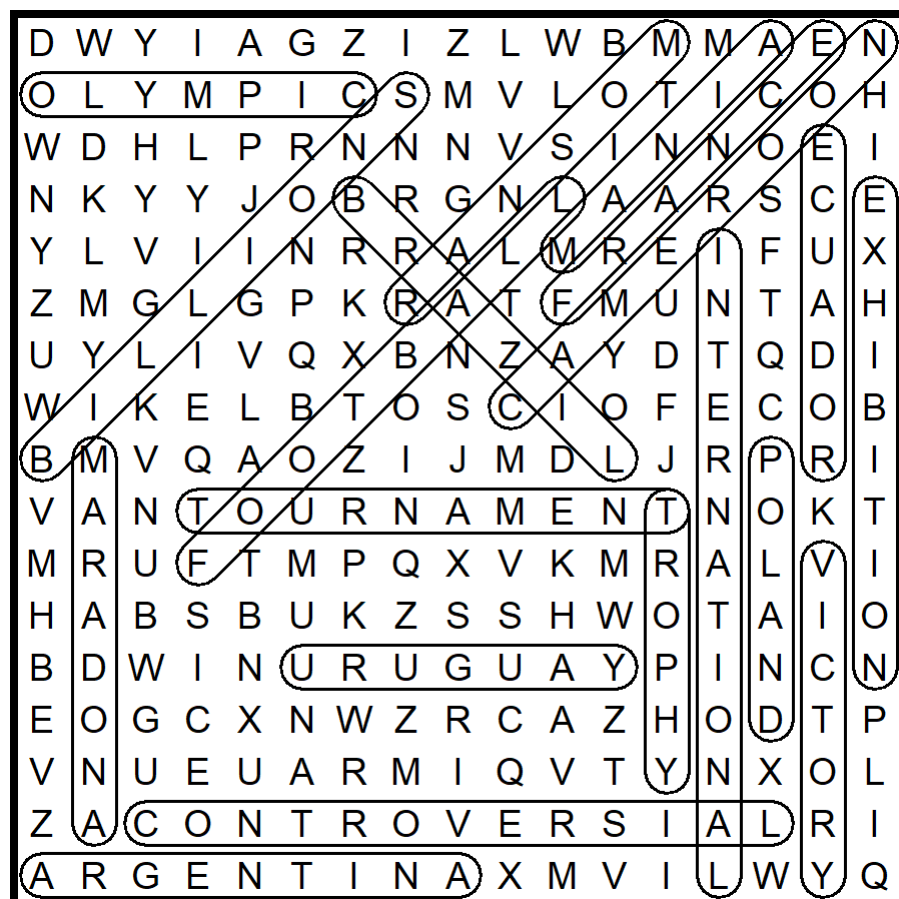 D W Y I A G Z I Z L W B M M A E N
O L Y M P I C S M V L O T I C O H
W D H L P R N N N V S I N N O E I
N K Y Y J O B R G N L A A R S C E
Y L V I I N R R A L M R E I F U X
Z M G L G P K R A T F M U N T A H
U Y L I V Q X B N Z A Y D T Q D I
W I K E L B T O S C I O F E C O B
B M V Q A O Z I J M D L J R P R I
V A N T O U R N A M E N T N O K T
M R U F T M P Q X V K M R A L V I
H A B S B U K Z S S H W O T A I O
B D W I N U R U G U A Y P I N C N
E O G C X N W Z R C A Z H O D T P
V N U E U A R M I Q V T Y N X O L
Z A C O N T R O V E R S I A L R I
A R G E N T I N A X M V I L W Y Q